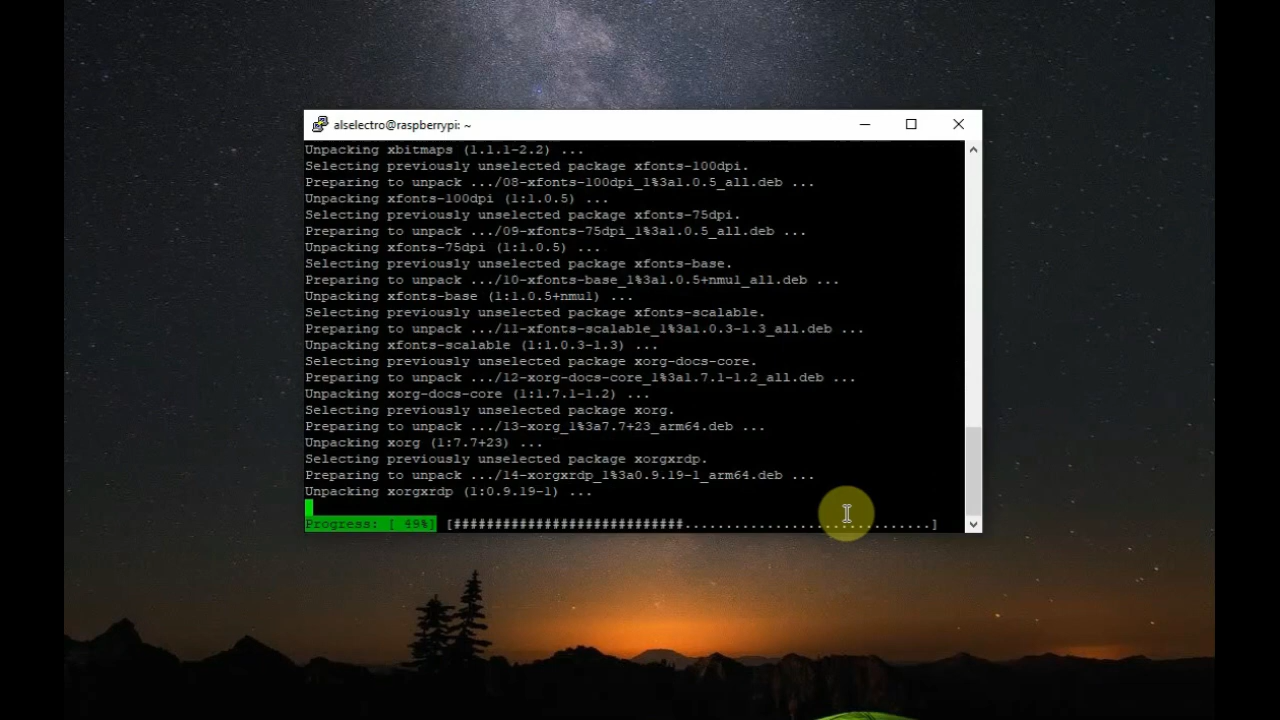 alselectro@raspberrypi: ~
Unpacking xbitmaps (1.1.1-2.2) ...
Selecting previously unselected package xfonts-100dpi.
Preparing to unpack .../08-xfonts-100dpi_1%3a1.0.5_all.deb ...
Unpacking xfonts-100dpi (1:1.0.5) ...
Selecting previously unselected package xfonts-75dpi.
Preparing to unpack .../09-xfonts-75dpi_1%3a1.0.5_all.deb ...
Unpacking xfonts-75dpi (1:1.0.5) ...
Selecting previously unselected package xfonts-base.
Preparing to unpack .../10-xfonts-base_1%3a1.0.5+nmu1_all.deb ...
Unpacking xfonts-base (1:1.0.5+nmu1) ...
Selecting previously unselected package xfonts-scalable.
Preparing to unpack .../11-xfonts-scalable_1%3a1.0.3-1.3_all.deb ...
Unpacking xfonts-scalable (1:1.0.3-1.3) ...
Selecting previously unselected package xorg-docs-core.
Preparing to unpack .../12-xorg-docs-core_1%3a1.7.1-1.2_all.deb ...
Unpacking xorg-docs-core (1:1.7.1-1.2) ...
Selecting previously unselected package xorg.
Preparing to unpack .../13-xorg_1%3a7.7+23_arm64.deb ...
Unpacking xorg (1:7.7+23) ...
Selecting previously unselected package xorgxrdp.
Preparing to unpack .../14-xorgxrdp_1%3a0.9.19-1_arm64.deb ...
Unpacking xorgxrdp (1:0.9.19-1) ...
Progress: [ 49%] [############################..............................]